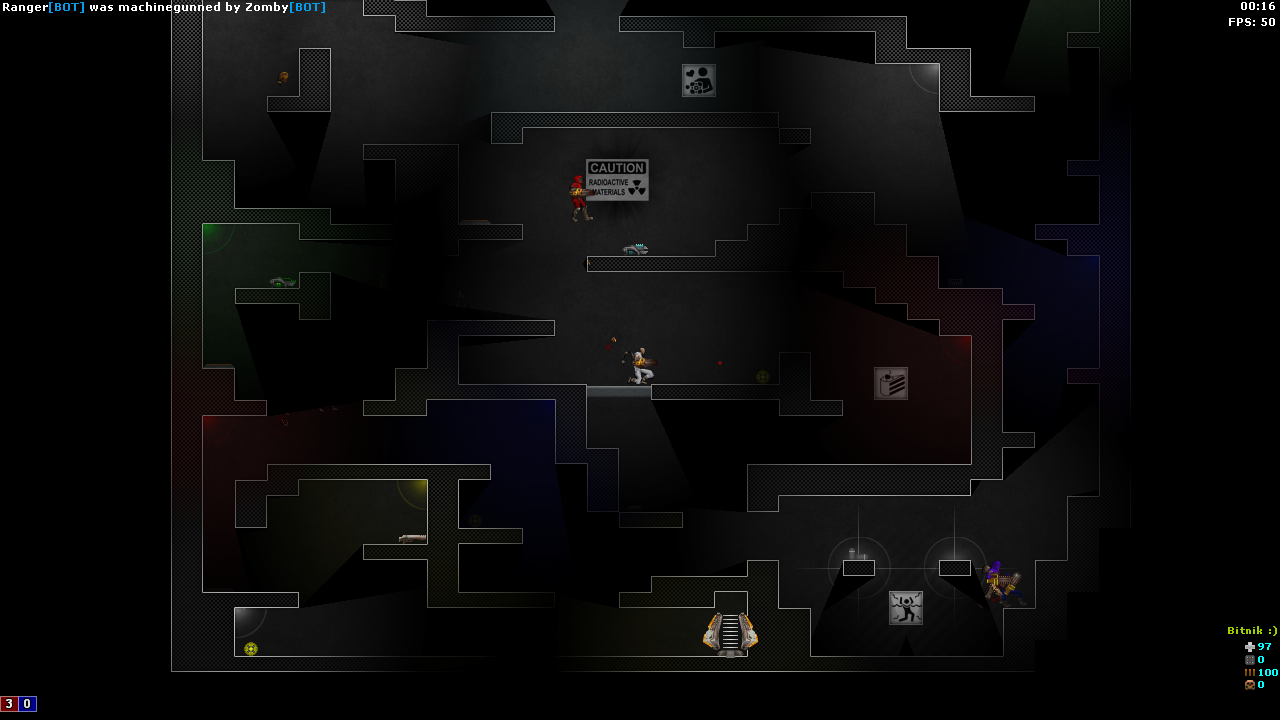 Ranger[BOT] was machinegunned by Zomby[BOT]
00:16
FPS: 50
CAUTION
RADIOACTIVE
MATERIALS
Bitnik :)
97
0
100
0
3 0